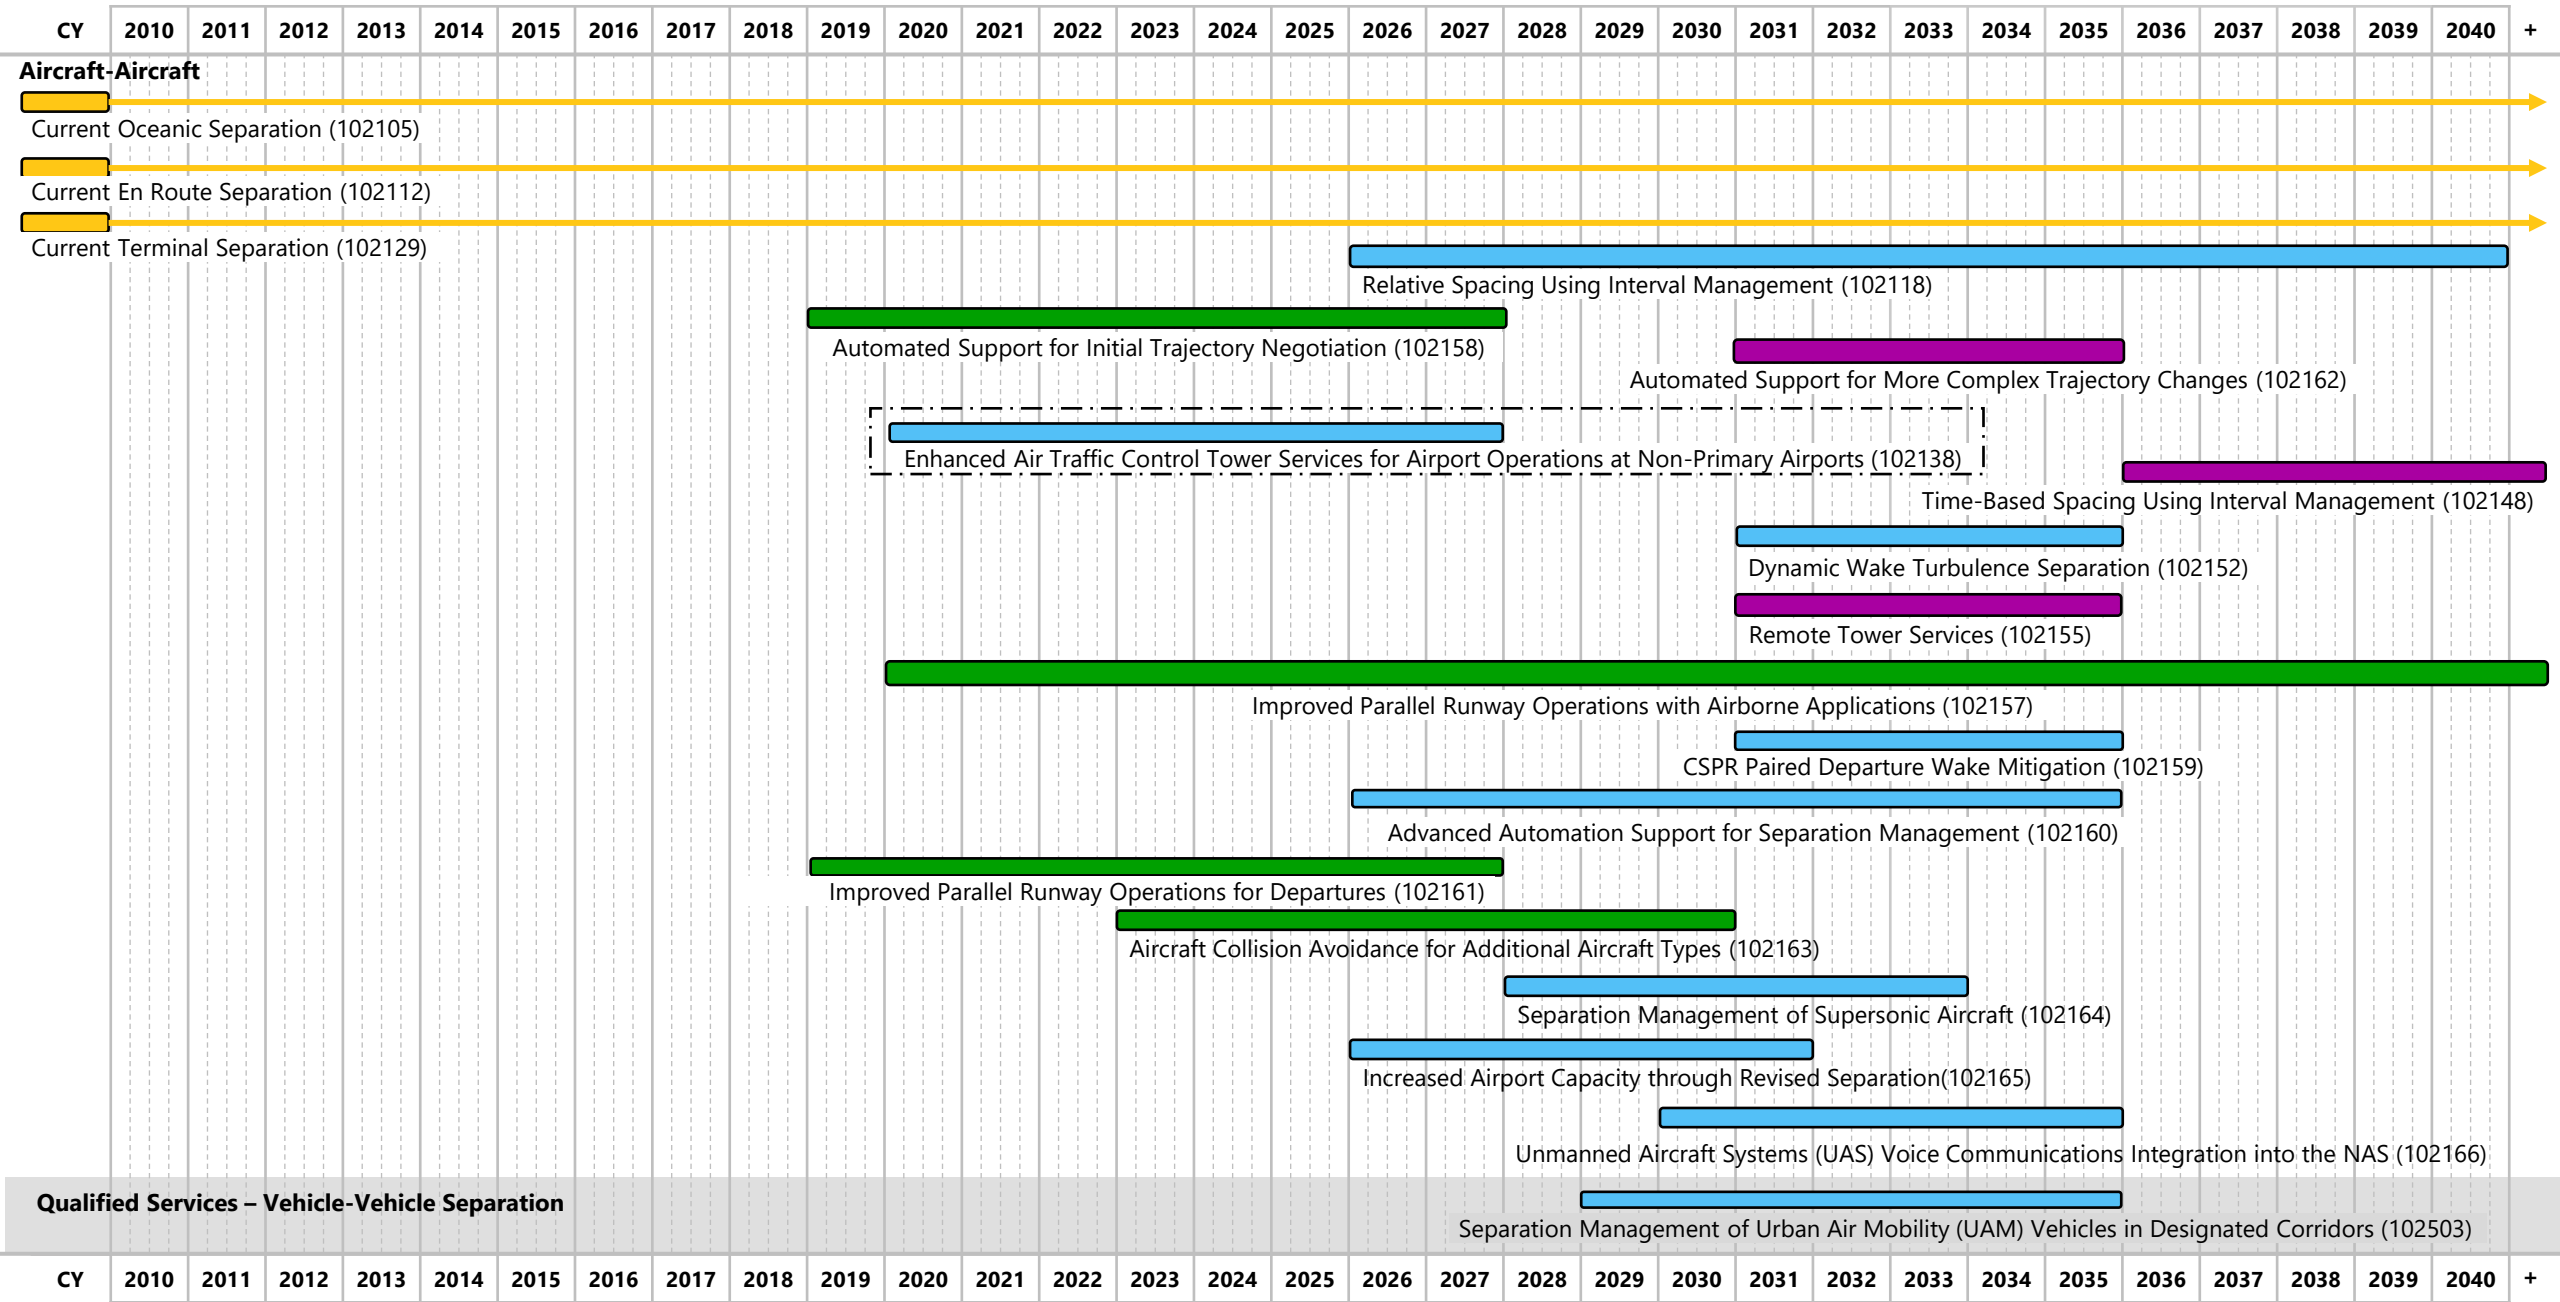 CY 2010 2011 2012 2013 2014 2015 2016 2017 2018 2019 2020 2021 2022 2023 2024 2025 2026 2027 2028 2029 2030 2031 2032 2033 2034 2035 2036 2037 2038 2039 2040 +
Aircraft-Aircraft
Current Oceanic Separation (102105)
Current En Route Separation (102112)
Current Terminal Separation (102129)
Relative Spacing Using Interval Management (102118)
Automated Support for Initial Trajectory Negotiation (102158)
Automated Support for More Complex Trajectory Changes (102162)
Enhanced Air Traffic Control Tower Services for Airport Operations at Non-Primary Airports (102138)
Time-Based Spacing Using Interval Management (102148)
Dynamic Wake Turbulence Separation (102152)
Remote Tower Services (102155)
Improved Parallel Runway Operations with Airborne Applications (102157)
CSPR Paired Departure Wake Mitigation (102159)
Advanced Automation Support for Separation Management (102160)
Improved Parallel Runway Operations for Departures (102161)
Aircraft Collision Avoidance for Additional Aircraft Types (102163)
Separation Management of Supersonic Aircraft (102164)
Increased Airport Capacity through Revised Separation(102165)
Unmanned Aircraft Systems (UAS) Voice Communications Integration into the NAS (102166)
Qualified Services – Vehicle-Vehicle Separation
Separation Management of Urban Air Mobility (UAM) Vehicles in Designated Corridors (102503)
CY 2010 2011 2012 2013 2014 2015 2016 2017 2018 2019 2020 2021 2022 2023 2024 2025 2026 2027 2028 2029 2030 2031 2032 2033 2034 2035 2036 2037 2038 2039 2040 +